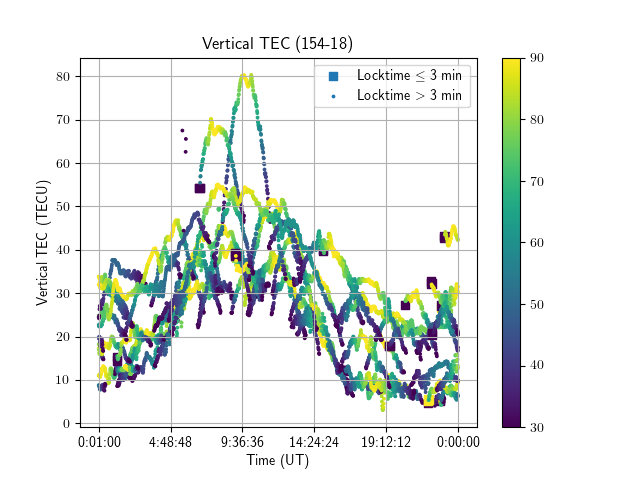 Vertical TEC (154-18)
Locktime ≤ 3 min
Locktime > 3 min
Vertical TEC (TECU)
80
70
60
50
40
30
20
10
0
0:01:00 4:48:48 9:36:36 14:24:24 19:12:12 0:00:00
Time (UT)
90
80
70
60
50
40
30